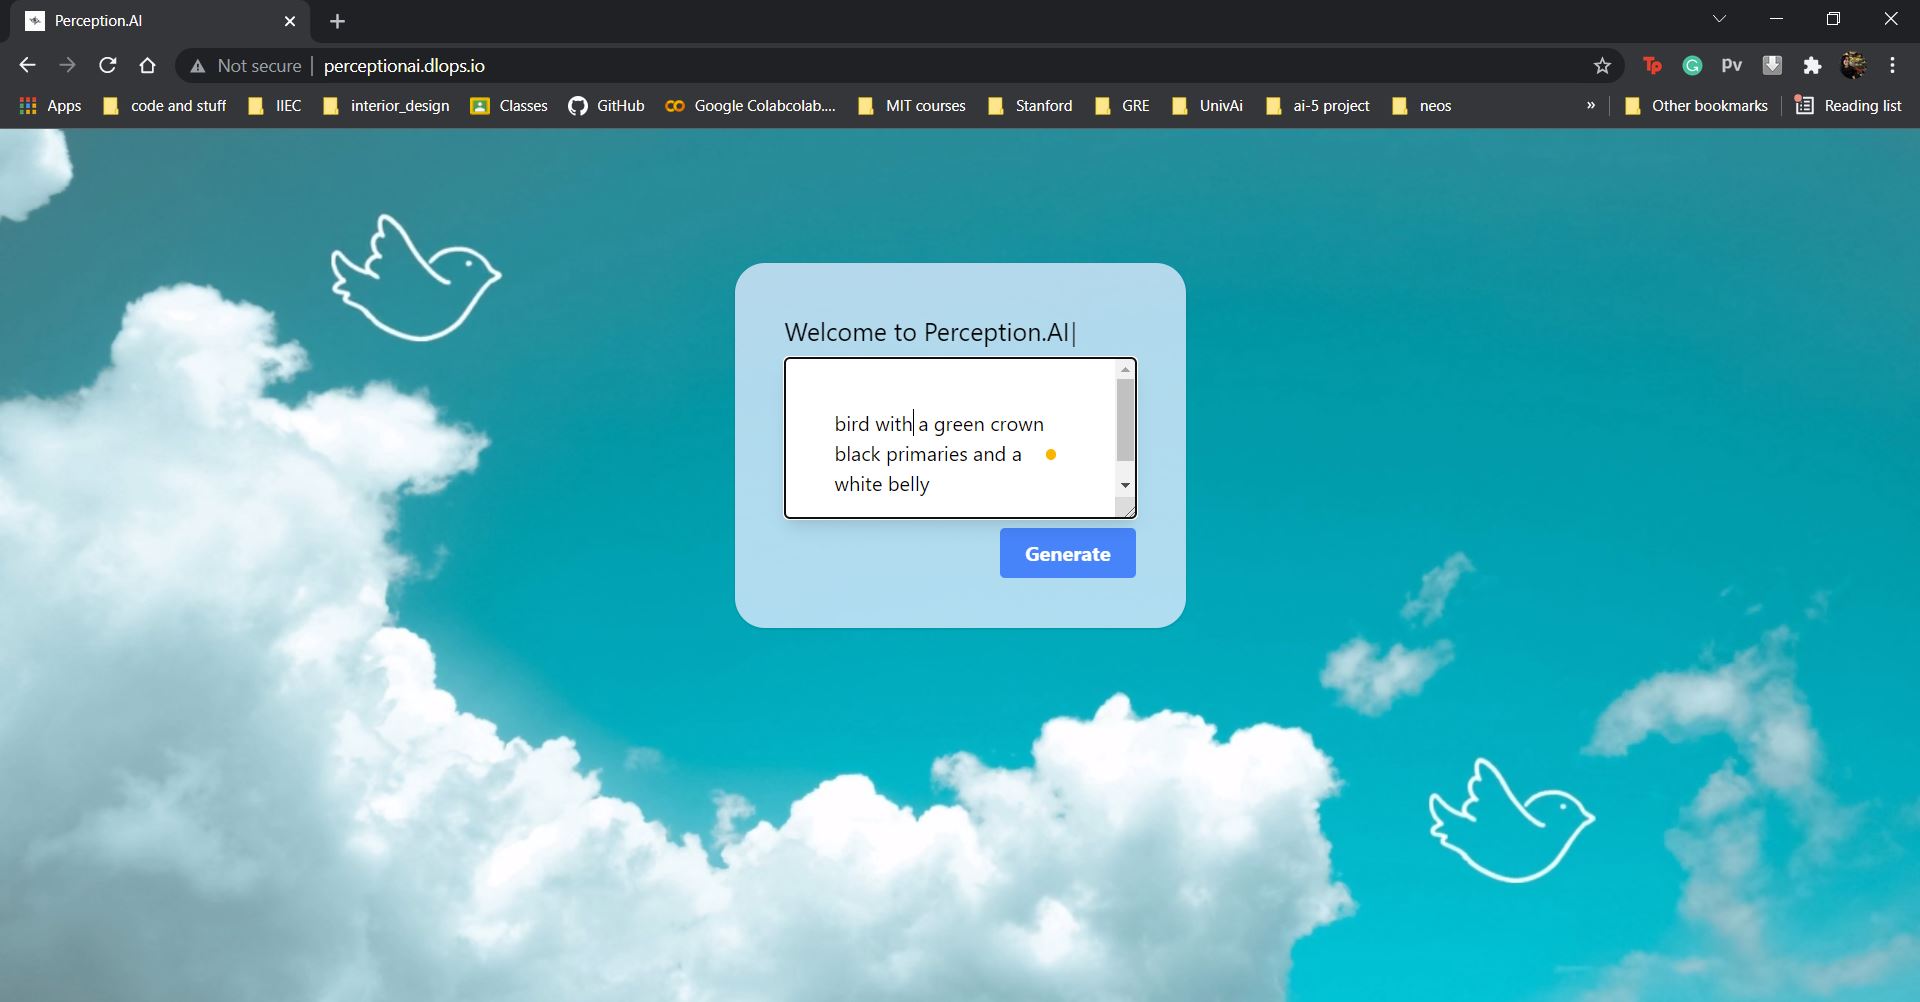 Perception.AI
Not secure perceptionai.dlops.io
Tp
G
pv
Apps code and stuff IIEC interior_design Classes GitHub Google Colabcolab.... MIT courses Stanford GRE UnivAi ai-5 project neos » Other bookmarks Reading list
Welcome to Perception.AI|
bird with a green crown
black primaries and a
white belly
Generate